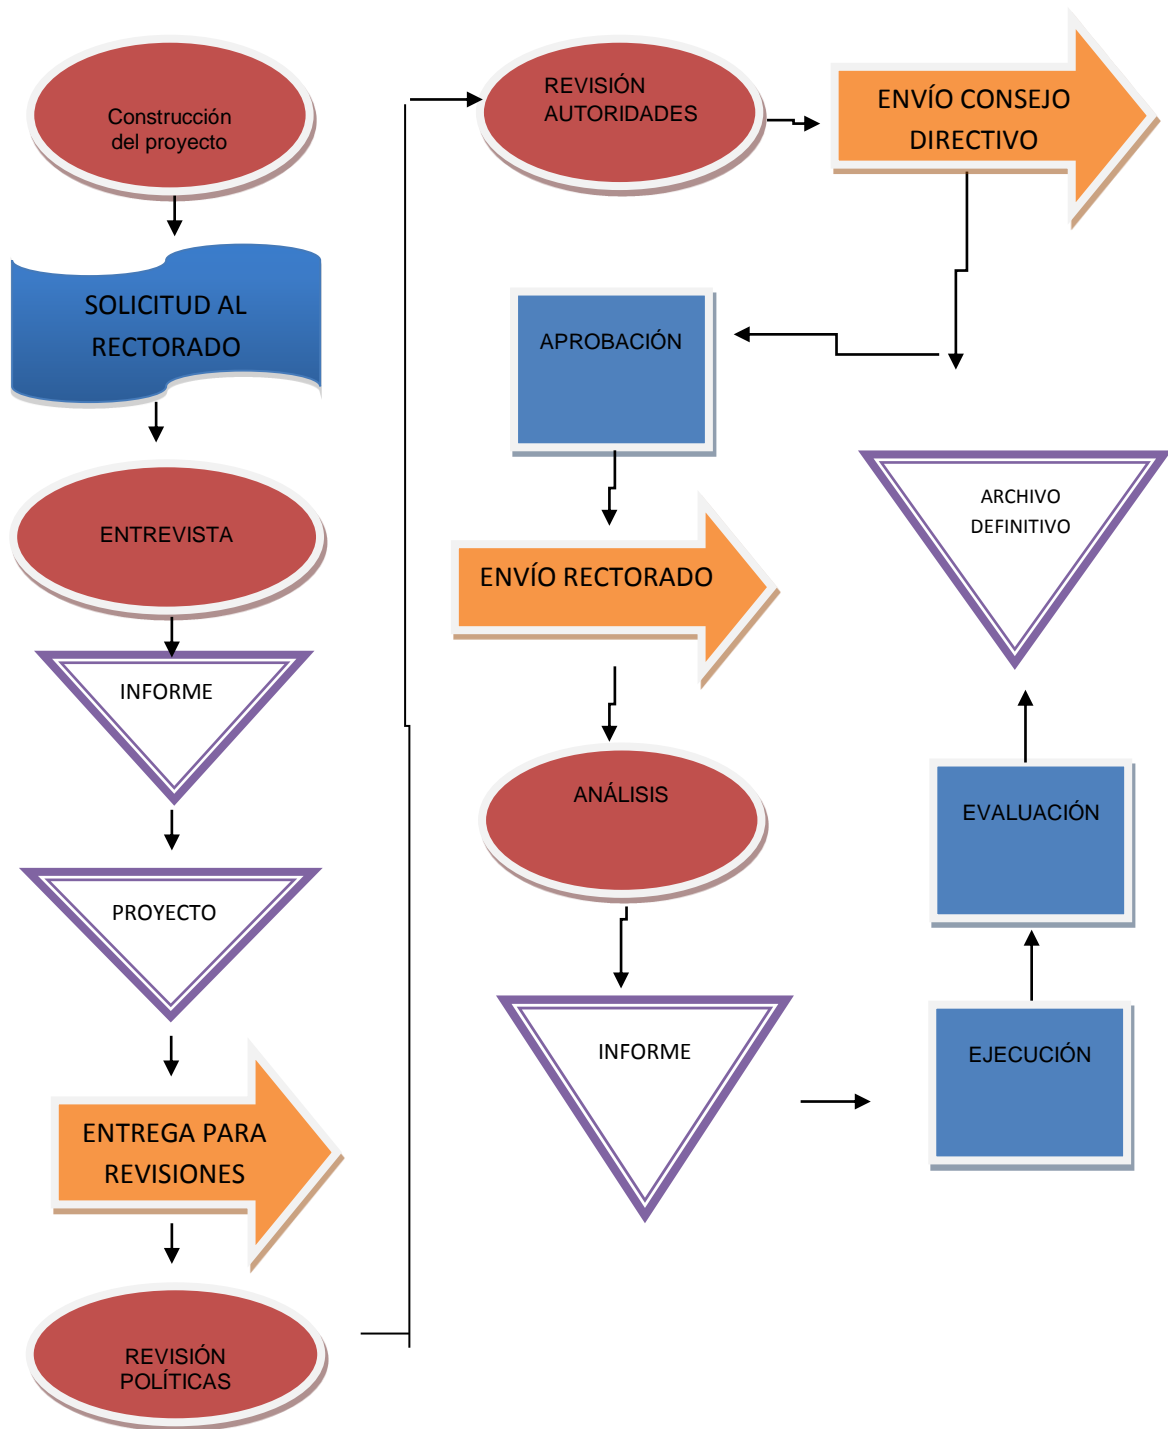 Construcción
del proyecto
SOLICITUD AL
RECTORADO
ENTREVISTA
INFORME
PROYECTO
ENTREGA PARA
REVISIONES
REVISIÓN
POLÍTICAS
REVISIÓN
AUTORIDADES
ENVÍO CONSEJO
DIRECTIVO
APROBACIÓN
ENVÍO RECTORADO
ANÁLISIS
INFORME
EJECUCIÓN
EVALUACIÓN
ARCHIVO
DEFINITIVO